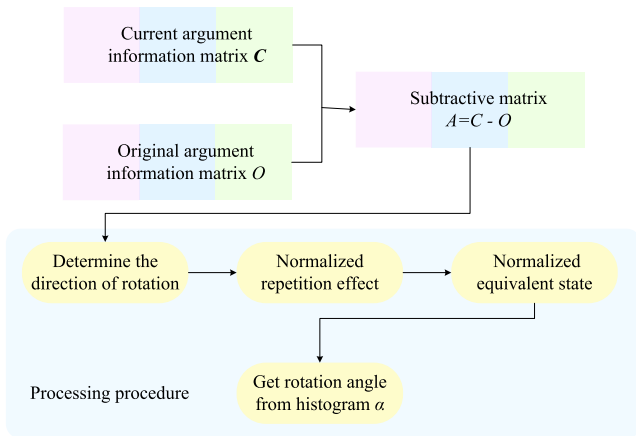 Current argument
information matrix C
Original argument
information matrix O
Subtractive matrix
A=C - O
Determine the
direction of rotation
Normalized
repetition effect
Normalized
equivalent state
Get rotation angle
from histogram α
Processing procedure